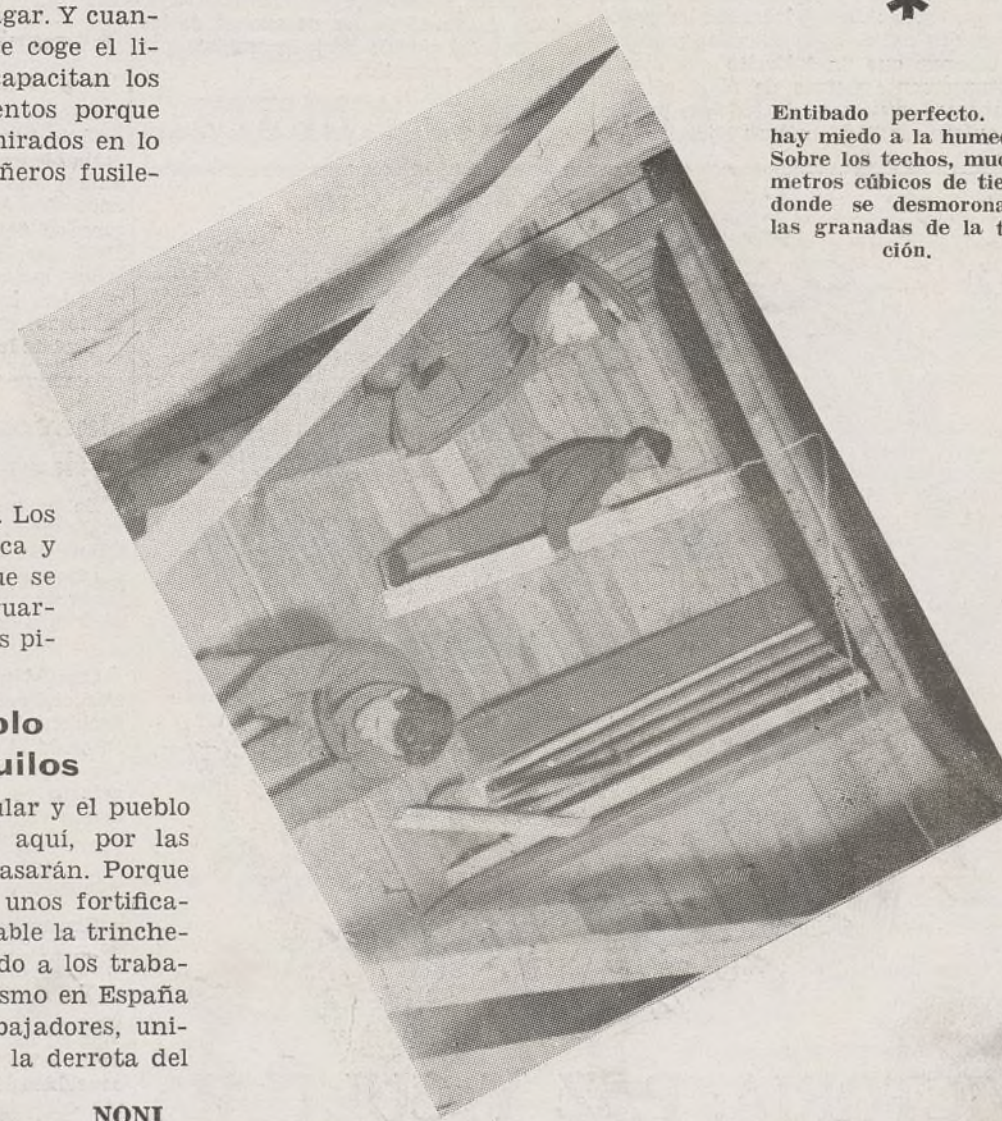 gar. Y cuan-
e coge el li-
capacitan los
entos porque
nirados en lo
ñeros fusile-
. Los
ca y
ue se
uar-
s pi-
olo
uilos
ular y el pueblo
aquí, por las
asarán. Porque
unos fortifica-
able la trinche-
do a los traba-
smo en España
bajadores, uni-
la derrota del
NONI
*
Entibado perfecto.
hay miedo a la humed
Sobre los techos, muc
metros cúbicos de tie
donde se desmorona
las granadas de la t
ción.